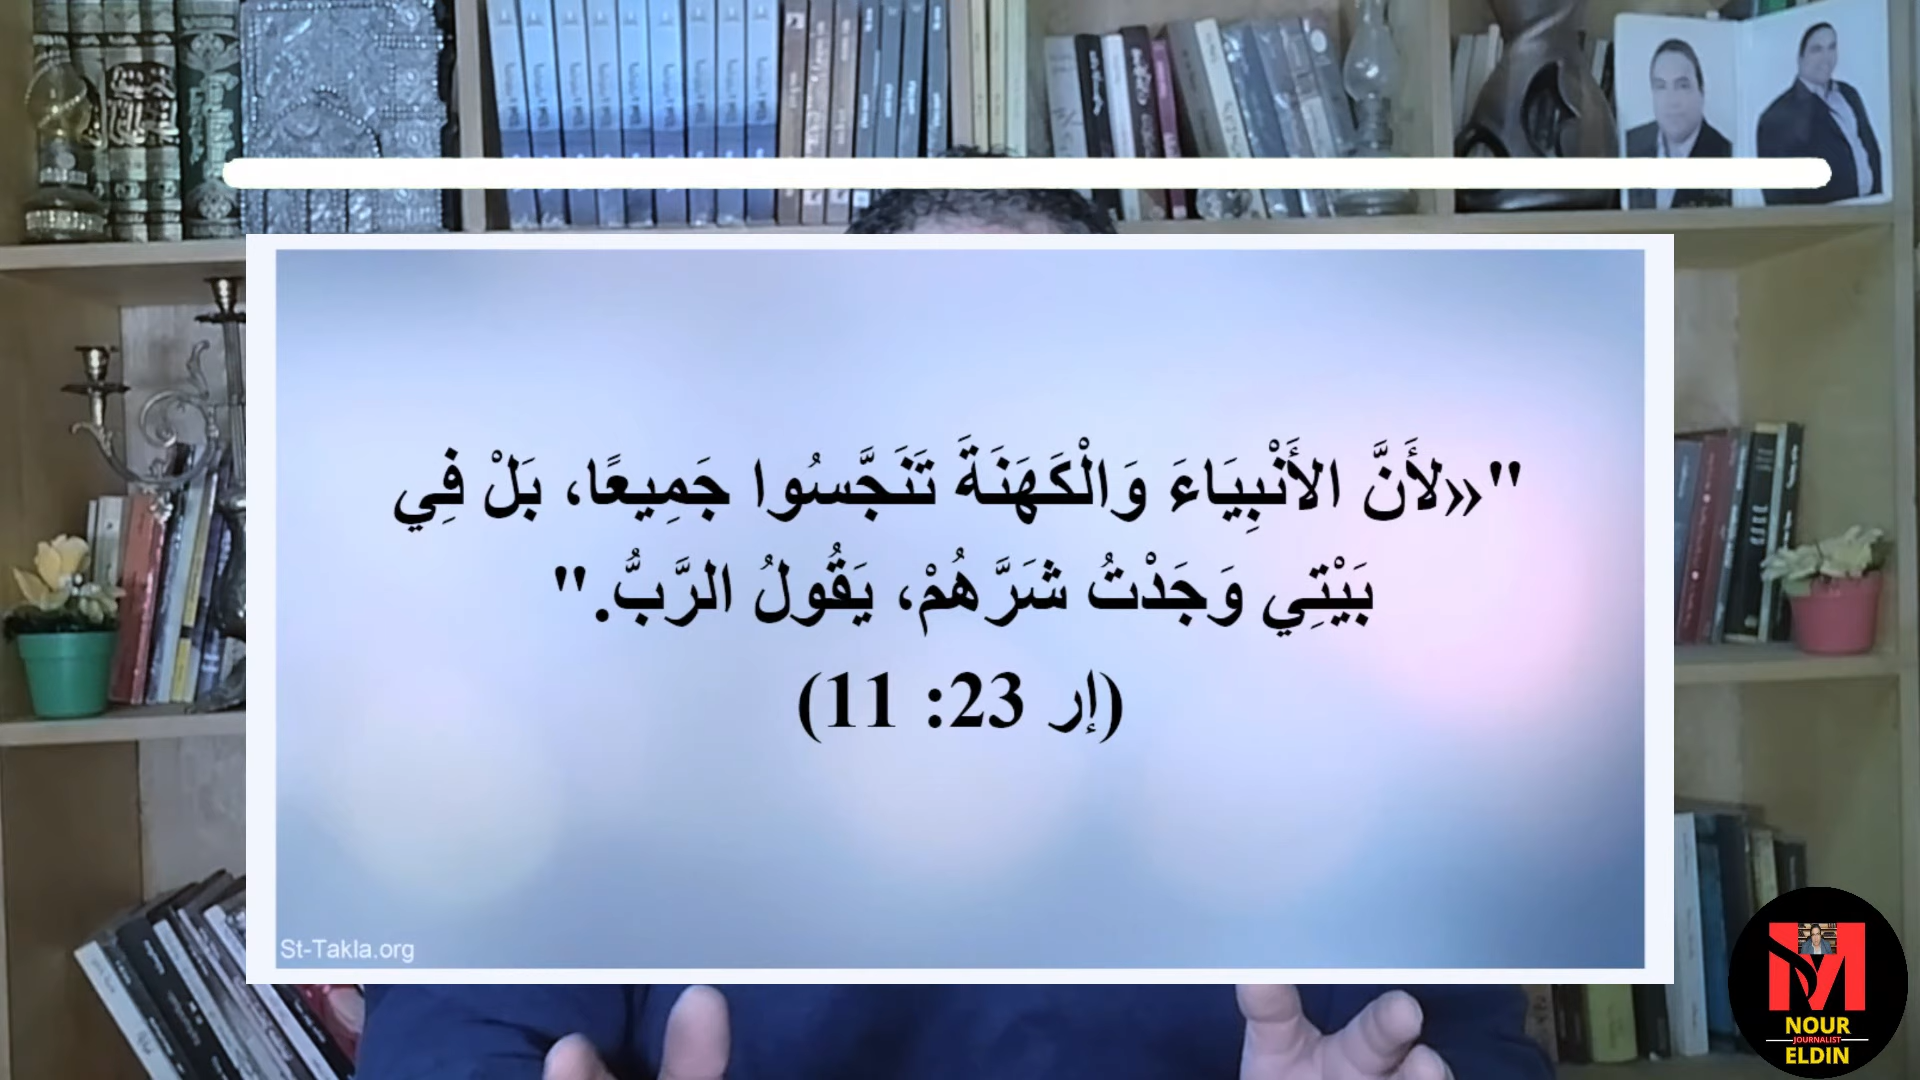 "«لأَنَّ الأَنْبِيَاءَ وَالْكَهَنَةَ تَنَجَّسُوا جَمِيعًا، بَلْ فِي
بَيْتِي وَجَدْتُ شَرَّهُمْ، يَقُولُ الرَّبُّ."
(إر 23: 11)
St-Takla.org
M
NOUR
JOURNALIST
ELDIN